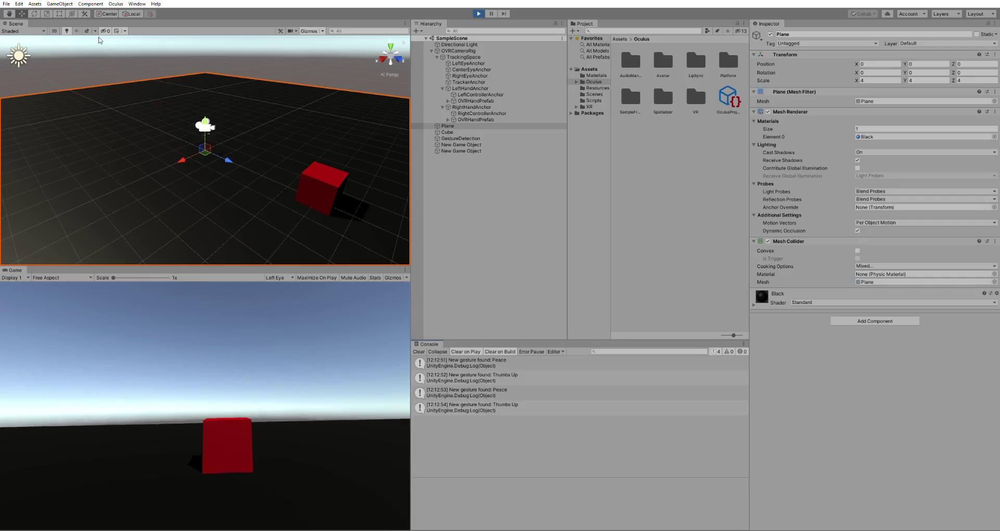 File Edit Assets GameObject Component Oculus Window Help
Center Local
Collab Account Layers Layout
Scene
Shaded 2D 0 Gizmos All
Persp
x z
Game
Display 1 Free Aspect Scale 1x Left Eye Maximize On Play Mute Audio Stats Gizmos
Hierarchy
All
SampleScene
Directional Light
OVRCameraRig
TrackingSpace
LeftEyeAnchor
CenterEyeAnchor
RightEyeAnchor
TrackerAnchor
LeftHandAnchor
LeftControllerAnchor
OVRHandPrefab
RightHandAnchor
RightControllerAnchor
OVRHandPrefab
Plane
Cube
GestureDetection
New Game Object
New Game Object
Project
13
Favorites
All Materia
All Models
All Prefabs
Assets
Materials
Oculus
Resources
Scenes
Scripts
XR
Packages
Assets Oculus
AudioMan... Avatar LipSync Platform
SampleFr... Spatializer VR OculusProj...
Console
Clear Collapse Clear on Play Clear on Build Error Pause Editor 4 0 0
[12:12:51] New gesture found: Peace
UnityEngine.Debug:Log(Object)
[12:12:52] New gesture found: Thumbs Up
UnityEngine.Debug:Log(Object)
[12:12:53] New gesture found: Peace
UnityEngine.Debug:Log(Object)
[12:12:54] New gesture found: Thumbs Up
UnityEngine.Debug:Log(Object)
Inspector
Plane Static
Tag Untagged Layer Default
Transform
Position X 0 Y 0 Z 0
Rotation X 0 Y 0 Z 0
Scale X 4 Y 4 Z 4
Plane (Mesh Filter)
Mesh Plane
Mesh Renderer
Materials
Size 1
Element 0 Black
Lighting
Cast Shadows On
Receive Shadows
Contribute Global Illumination
Receive Global Illumination Light Probes
Probes
Light Probes Blend Probes
Reflection Probes Blend Probes
Anchor Override None (Transform)
Additional Settings
Motion Vectors Per Object Motion
Dynamic Occlusion
Mesh Collider
Convex
Is Trigger
Cooking Options Mixed...
Material None (Physic Material)
Mesh Plane
Black
Shader Standard
Add Component